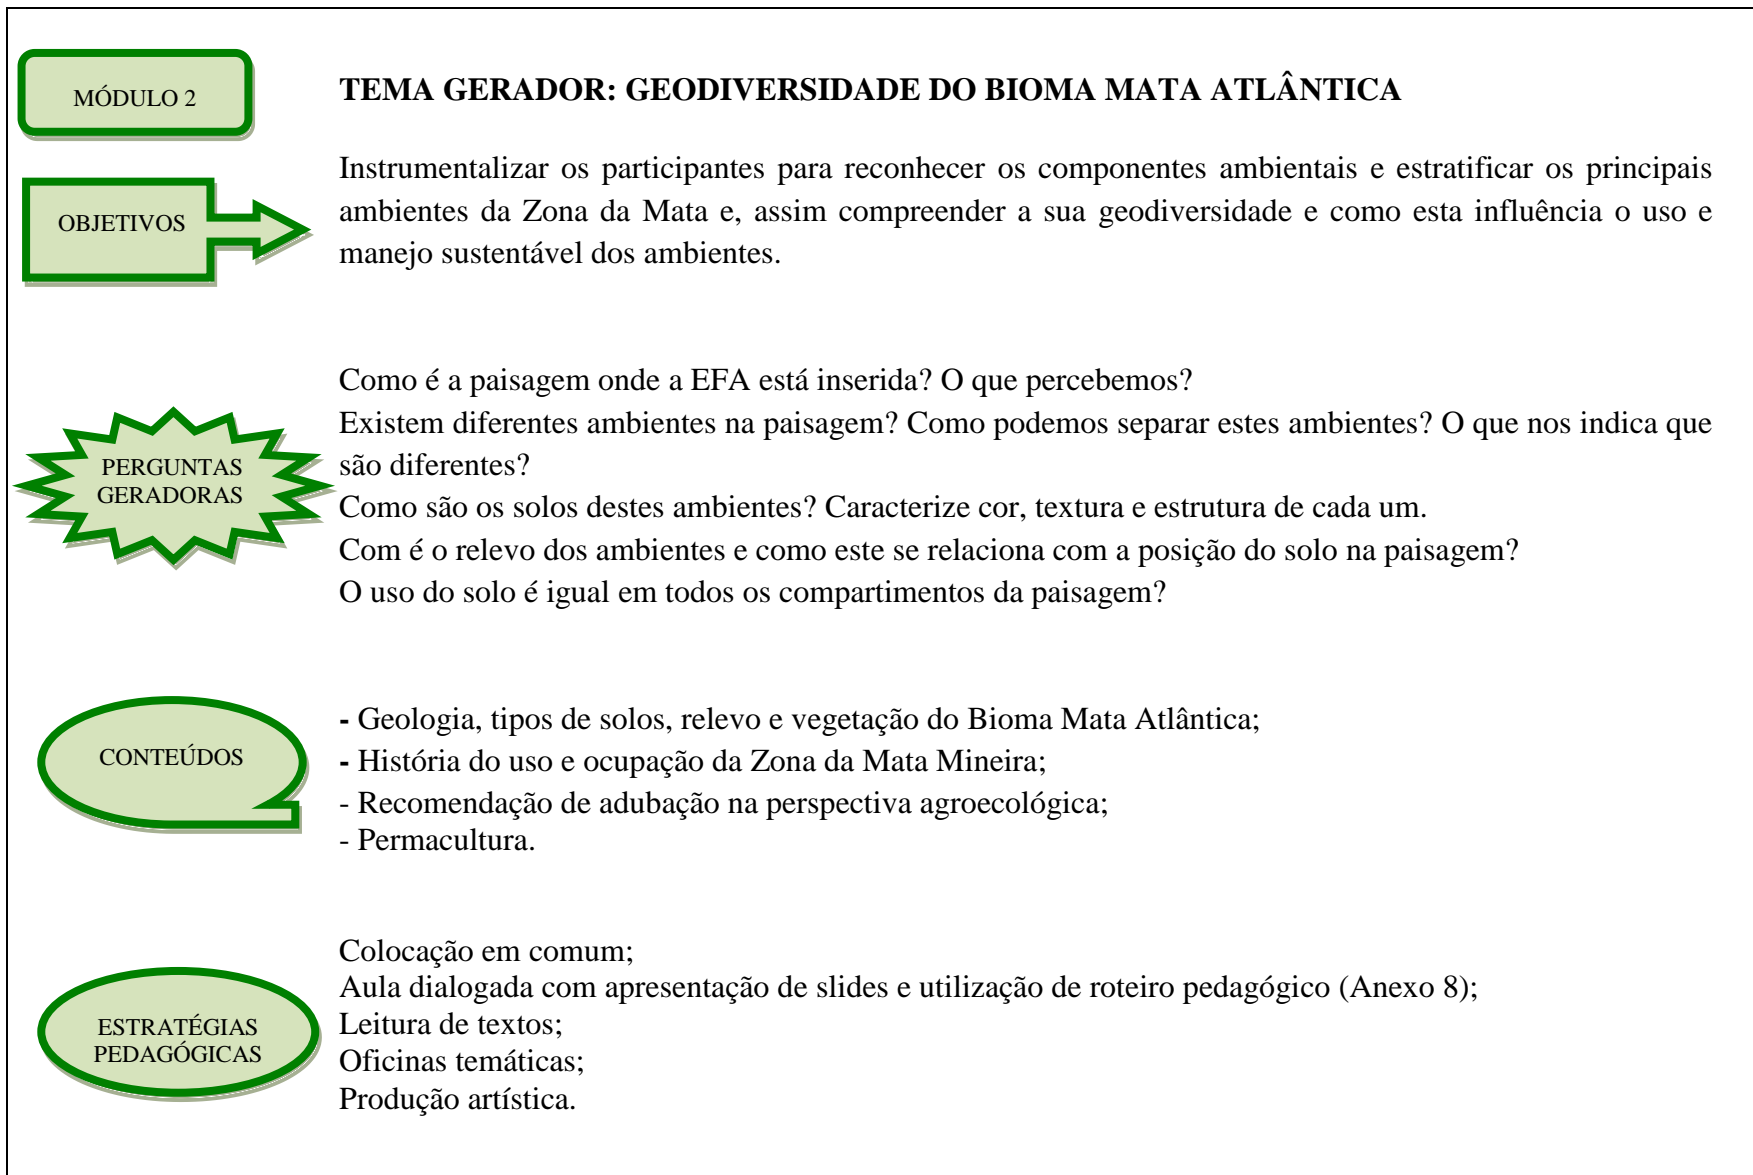 MÓDULO 2
TEMA GERADOR: GEODIVERSIDADE DO BIOMA MATA ATLÂNTICA
OBJETIVOS
Instrumentalizar os participantes para reconhecer os componentes ambientais e estratificar os principais
ambientes da Zona da Mata e, assim compreender a sua geodiversidade e como esta influência o uso e
manejo sustentável dos ambientes.
PERGUNTAS
GERADORAS
Como é a paisagem onde a EFA está inserida? O que percebemos?
Existem diferentes ambientes na paisagem? Como podemos separar estes ambientes? O que nos indica que
são diferentes?
Como são os solos destes ambientes? Caracterize cor, textura e estrutura de cada um.
Com é o relevo dos ambientes e como este se relaciona com a posição do solo na paisagem?
O uso do solo é igual em todos os compartimentos da paisagem?
CONTEÚDOS
- Geologia, tipos de solos, relevo e vegetação do Bioma Mata Atlântica;
- História do uso e ocupação da Zona da Mata Mineira;
- Recomendação de adubação na perspectiva agroecológica;
- Permacultura.
ESTRATÉGIAS
PEDAGÓGICAS
Colocação em comum;
Aula dialogada com apresentação de slides e utilização de roteiro pedagógico (Anexo 8);
Leitura de textos;
Oficinas temáticas;
Produção artística.